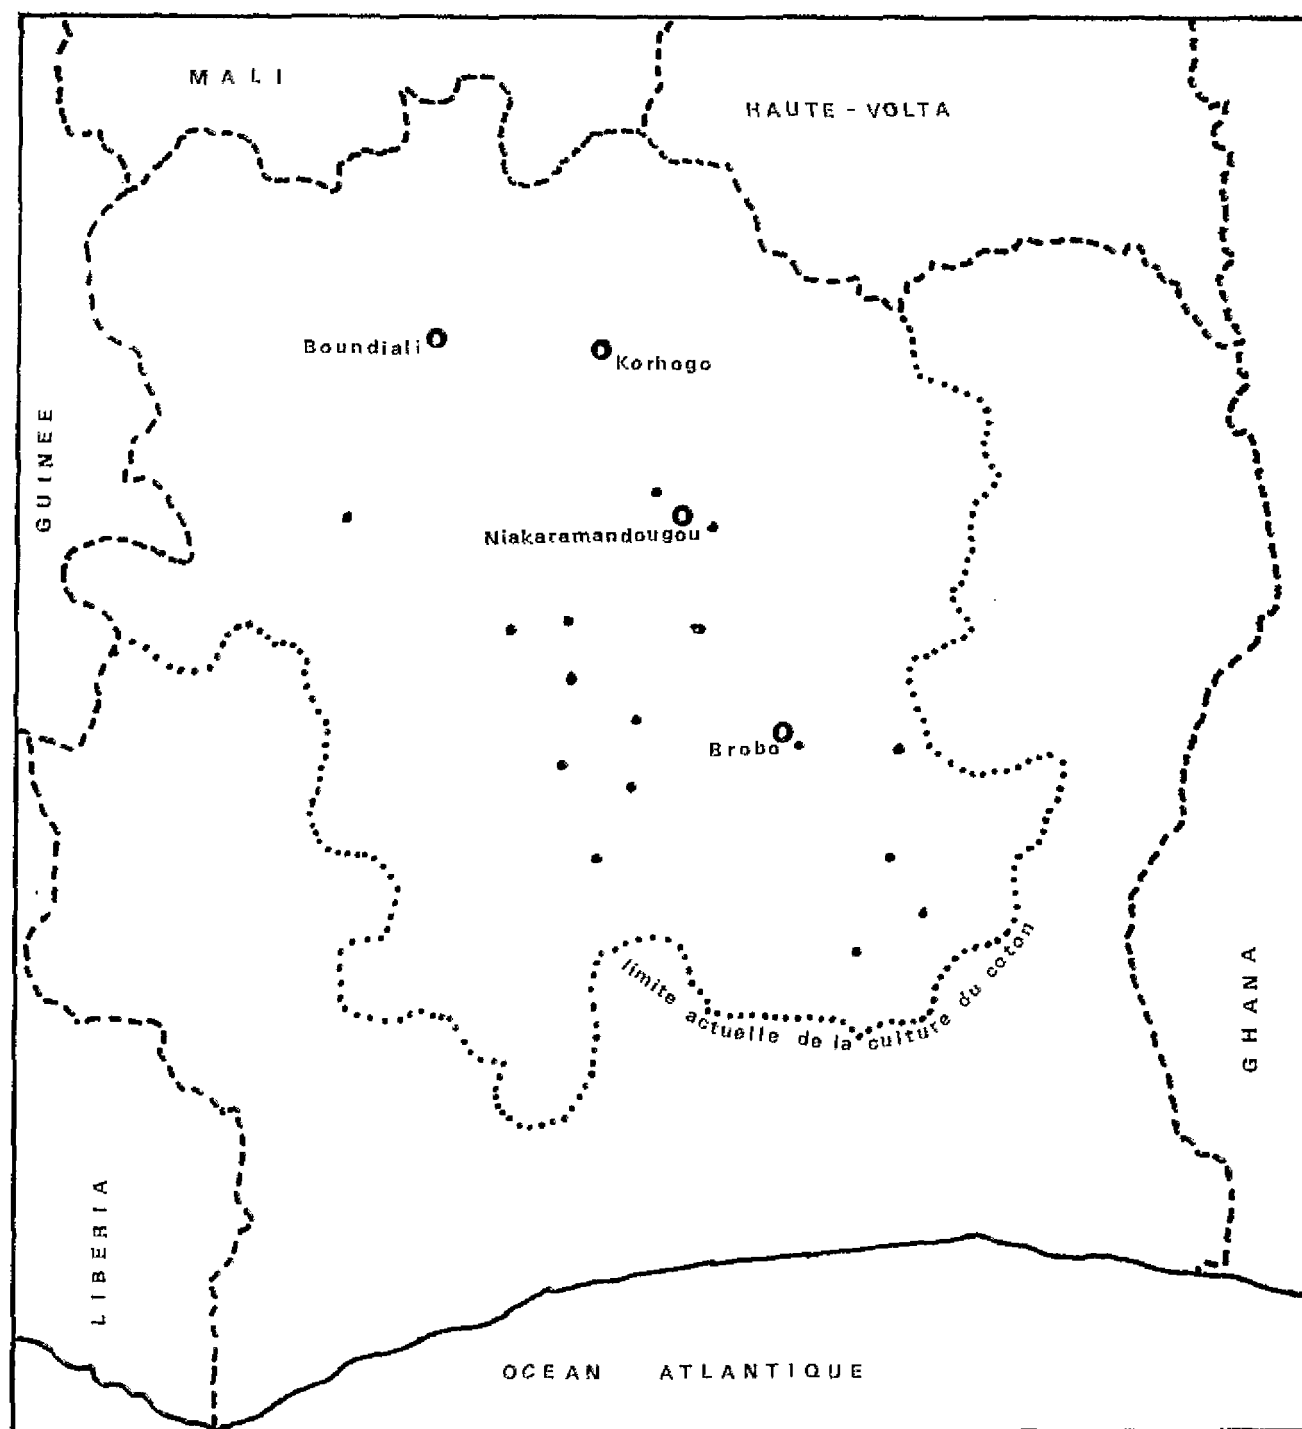 MALI
HAUTE - VOLTA
Boundiali
Korhogo
GUINEE
Niakaramandougou
Brobo
limite actuelle de la culture du coton
GHANA
LIBERIA
OCEAN ATLANTIQUE